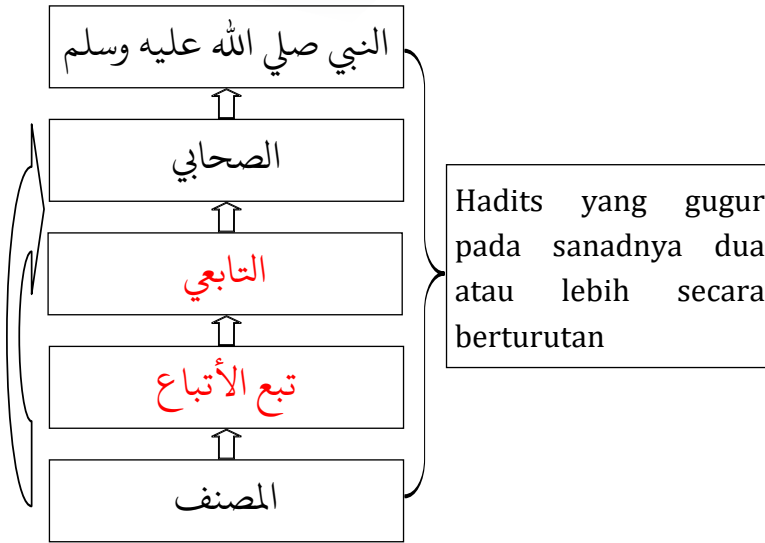 النبي صلي الله عليه وسلم
الصحابي
التابعي
تبع الأتباع
المصنف
Hadits yang gugur
pada sanadnya dua
atau lebih secara
berturutan